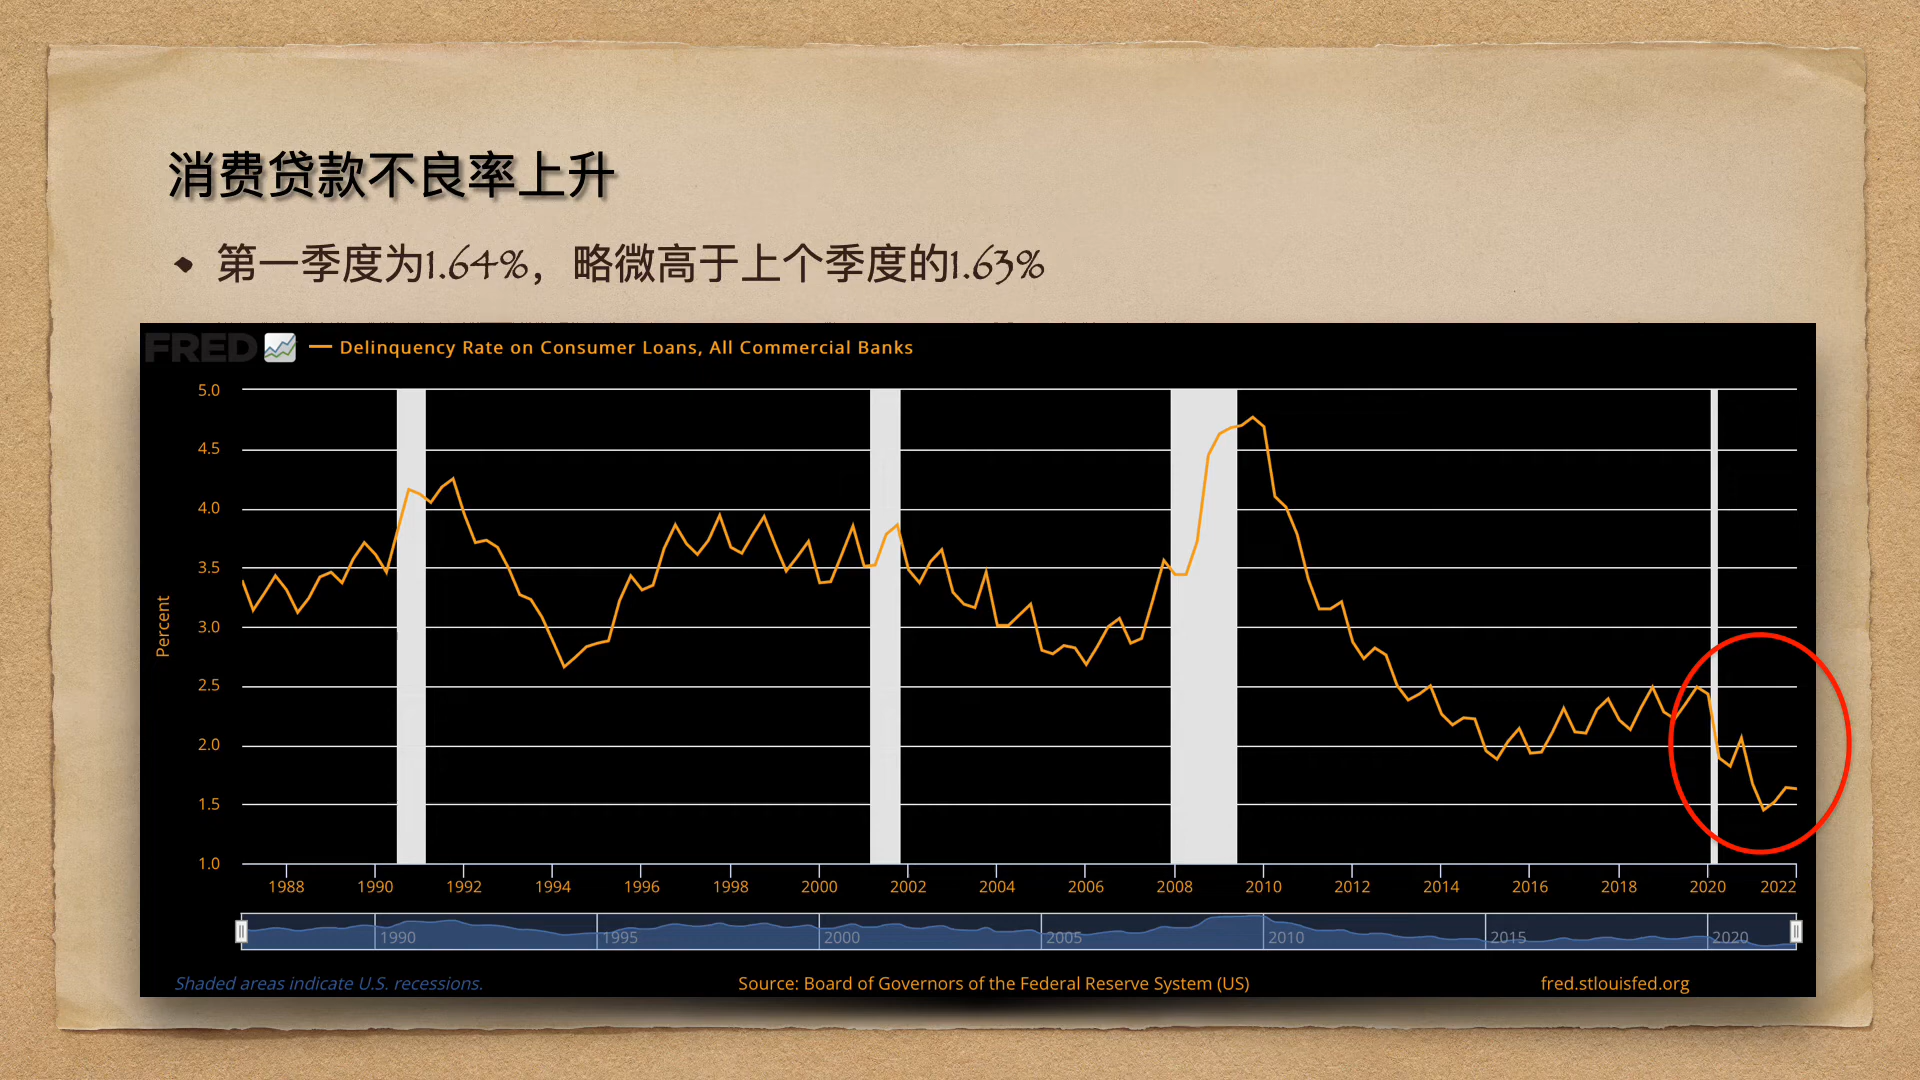 消费贷款不良率上升
第一季度为1.64%，略微高于上个季度的1.63%
FRED
Delinquency Rate on Consumer Loans, All Commercial Banks
5.0
4.5
4.0
3.5
3.0
2.5
2.0
1.5
1.0
Percent
1988 1990 1992 1994 1996 1998 2000 2002 2004 2006 2008 2010 2012 2014 2016 2018 2020 2022
1990 1995 2000 2005 2010 2015 2020
Shaded areas indicate U.S. recessions. Source: Board of Governors of the Federal Reserve System (US) fred.stlouisfed.org